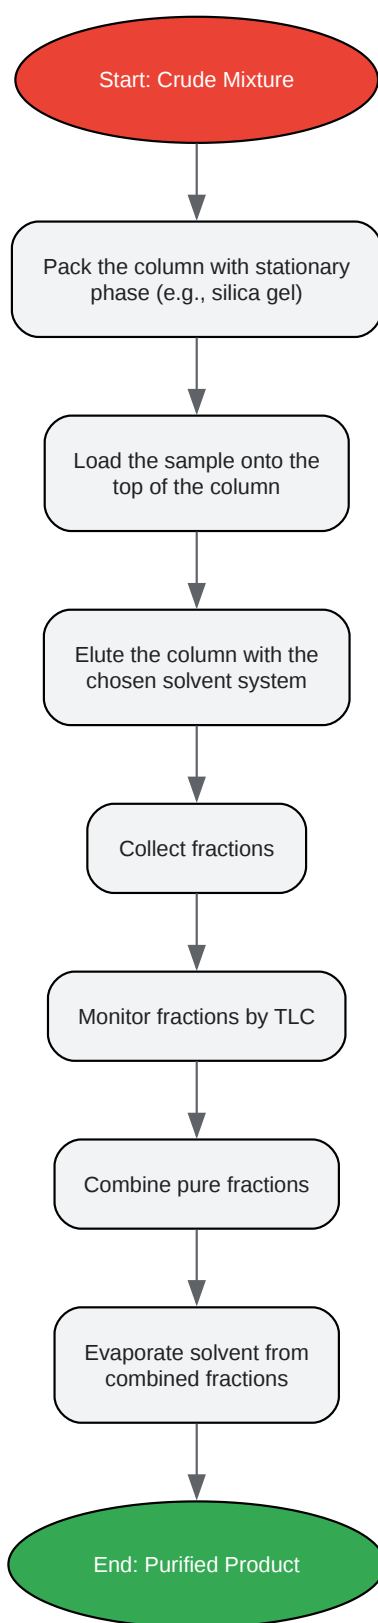 Start: Crude Mixture
Pack the column with stationary
phase (e.g., silica gel)
Load the sample onto the
top of the column
Elute the column with the
chosen solvent system
Collect fractions
Monitor fractions by TLC
Combine pure fractions
Evaporate solvent from
combined fractions
End: Purified Product